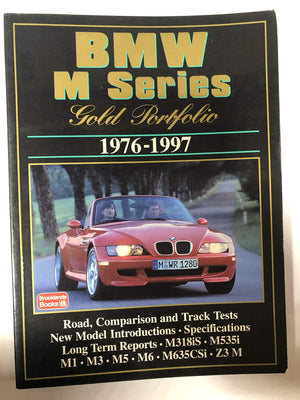 BMW
M Series
Gold Portfolio
1976-1997
M WR 1280
Brooklands
Books
Road, Comparison and Track Tests
New Model Introductions · Specifications
Long Term Reports · M318iS · M535i
M1 · M3 · M5 · M6 · M635CSi · Z3 M